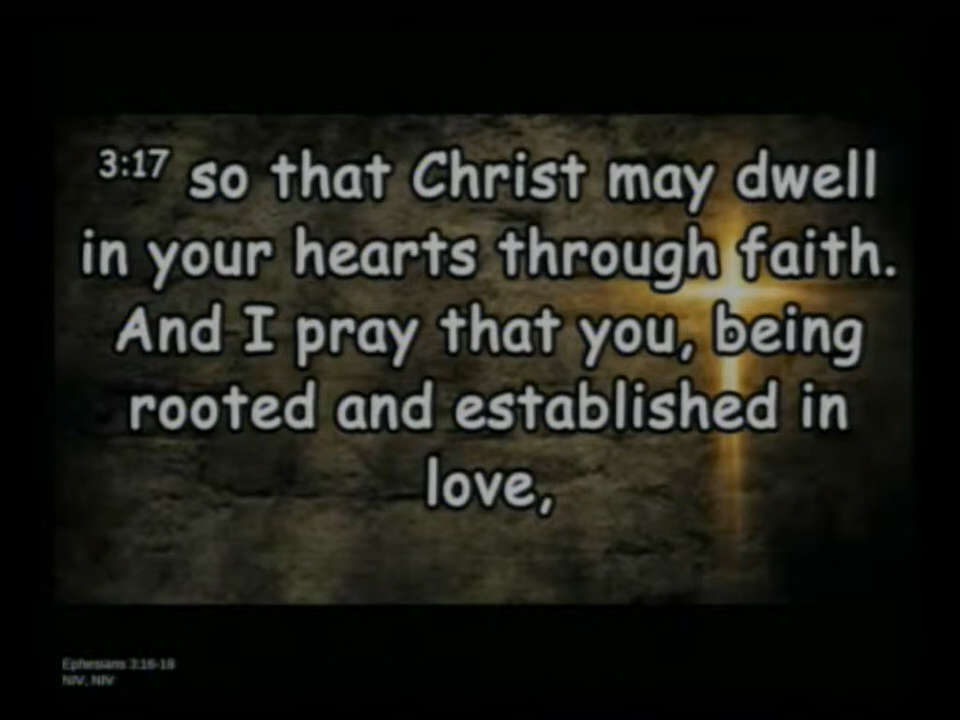 3:17 so that Christ may dwell
in your hearts through faith.
And I pray that you, being
rooted and established in
love,
Ephesians 3:16-18
NIV, NIV